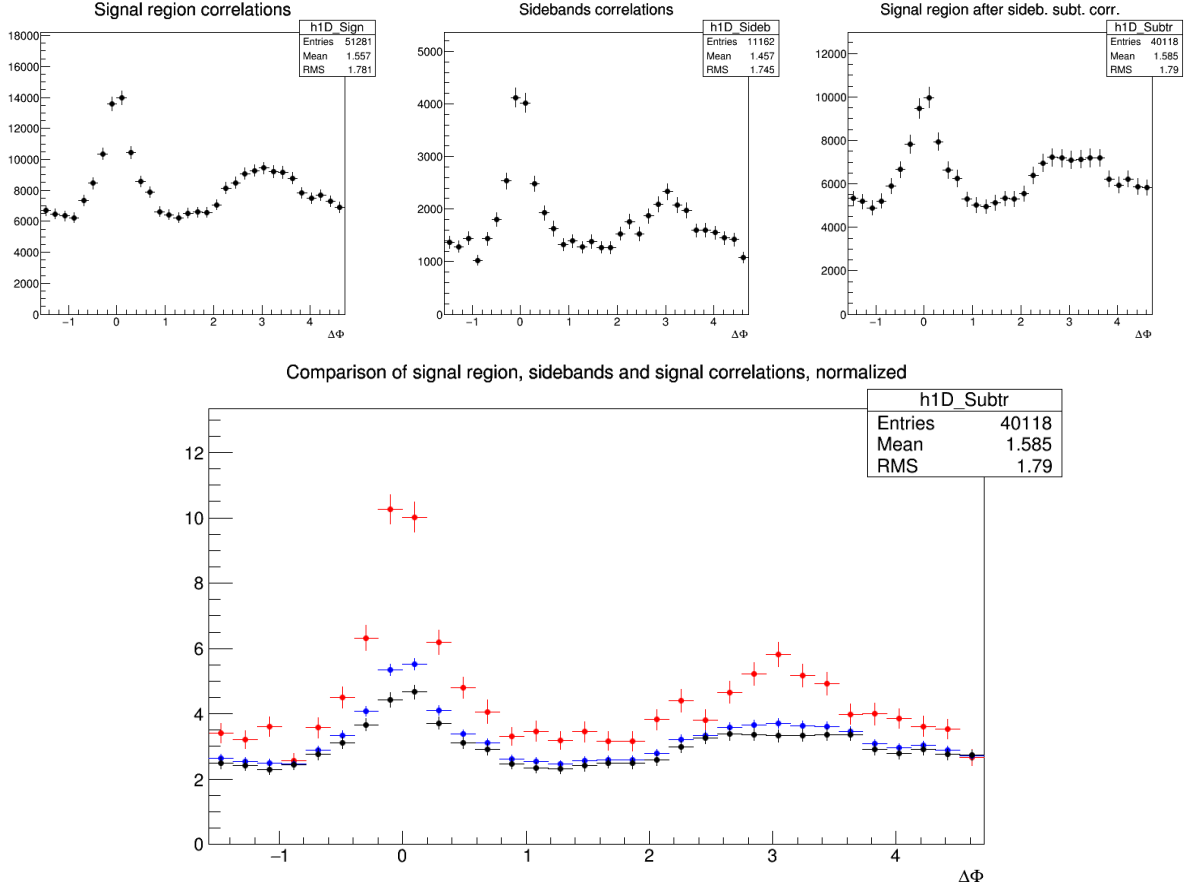 Signal region correlations
h1D_Sign
Entries 51281
Mean 1.557
RMS 1.781
18000
16000
14000
12000
10000
8000
6000
4000
2000
0
−1 0 1 2 3 4
ΔΦ
Sidebands correlations
h1D_Sideb
Entries 11162
Mean 1.457
RMS 1.745
5000
4000
3000
2000
1000
0
−1 0 1 2 3 4
ΔΦ
Signal region after sideb. subt. corr.
h1D_Subtr
Entries 40118
Mean 1.585
RMS 1.79
12000
10000
8000
6000
4000
2000
0
−1 0 1 2 3 4
ΔΦ
Comparison of signal region, sidebands and signal correlations, normalized
h1D_Subtr
Entries 40118
Mean 1.585
RMS 1.79
12
10
8
6
4
2
0
−1 0 1 2 3 4
ΔΦ